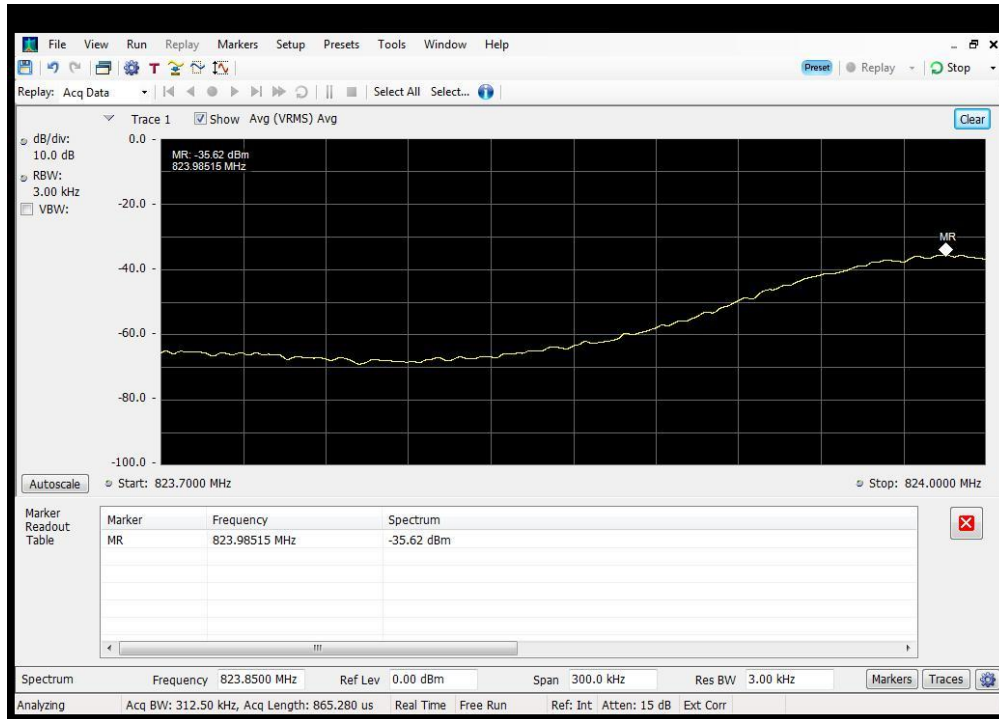 File View Run Replay Markers Setup Presets Tools Window Help
T Preset Replay Stop
Replay: Acq Data Select All Select...
Trace 1 Show Avg (VRMS) Avg Clear
dB/div:
10.0 dB
RBW:
3.00 kHz
VBW:
0.0
-20.0
-40.0
-60.0
-80.0
-100.0
MR: -35.62 dBm
823.98515 MHz
MR
Autoscale Start: 823.7000 MHz Stop: 824.0000 MHz
Marker
Readout
Table
Marker Frequency Spectrum
MR 823.98515 MHz -35.62 dBm
Spectrum Frequency 823.8500 MHz Ref Lev 0.00 dBm Span 300.0 kHz Res BW 3.00 kHz Markers Traces
Analyzing Acq BW: 312.50 kHz, Acq Length: 865.280 us Real Time Free Run Ref: Int Atten: 15 dB Ext Corr